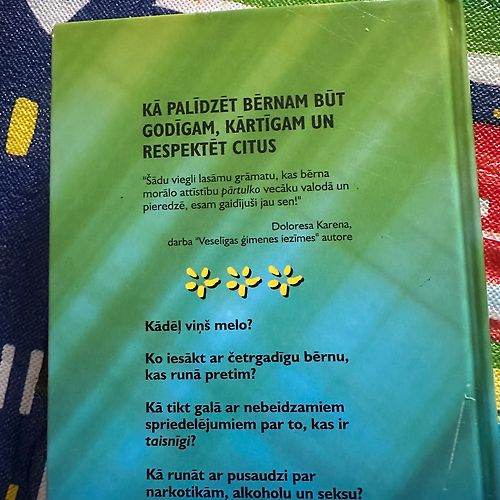 KĀ PALĪDZĒT BĒRNAM BŪT
GODĪGAM, KĀRTĪGAM UN
RESPEKTĒT CITUS
"Šādu viegli lasāmu grāmatu, kas bērna
morālo attīstību pārtulko vecāku valodā un
pieredzē, esam gaidījuši jau sen!"
Doloresa Karena,
darba "Veselīgas ģimenes iezīmes" autore
Kādēļ viņš melo?
Ko iesākt ar četrgadīgu bērnu,
kas runā pretim?
Kā tikt galā ar nebeidzamiem
spriedelējumiem par to, kas ir
taisnīgi?
Kā runāt ar pusaudzi par
narkotikām, alkoholu un seksu?